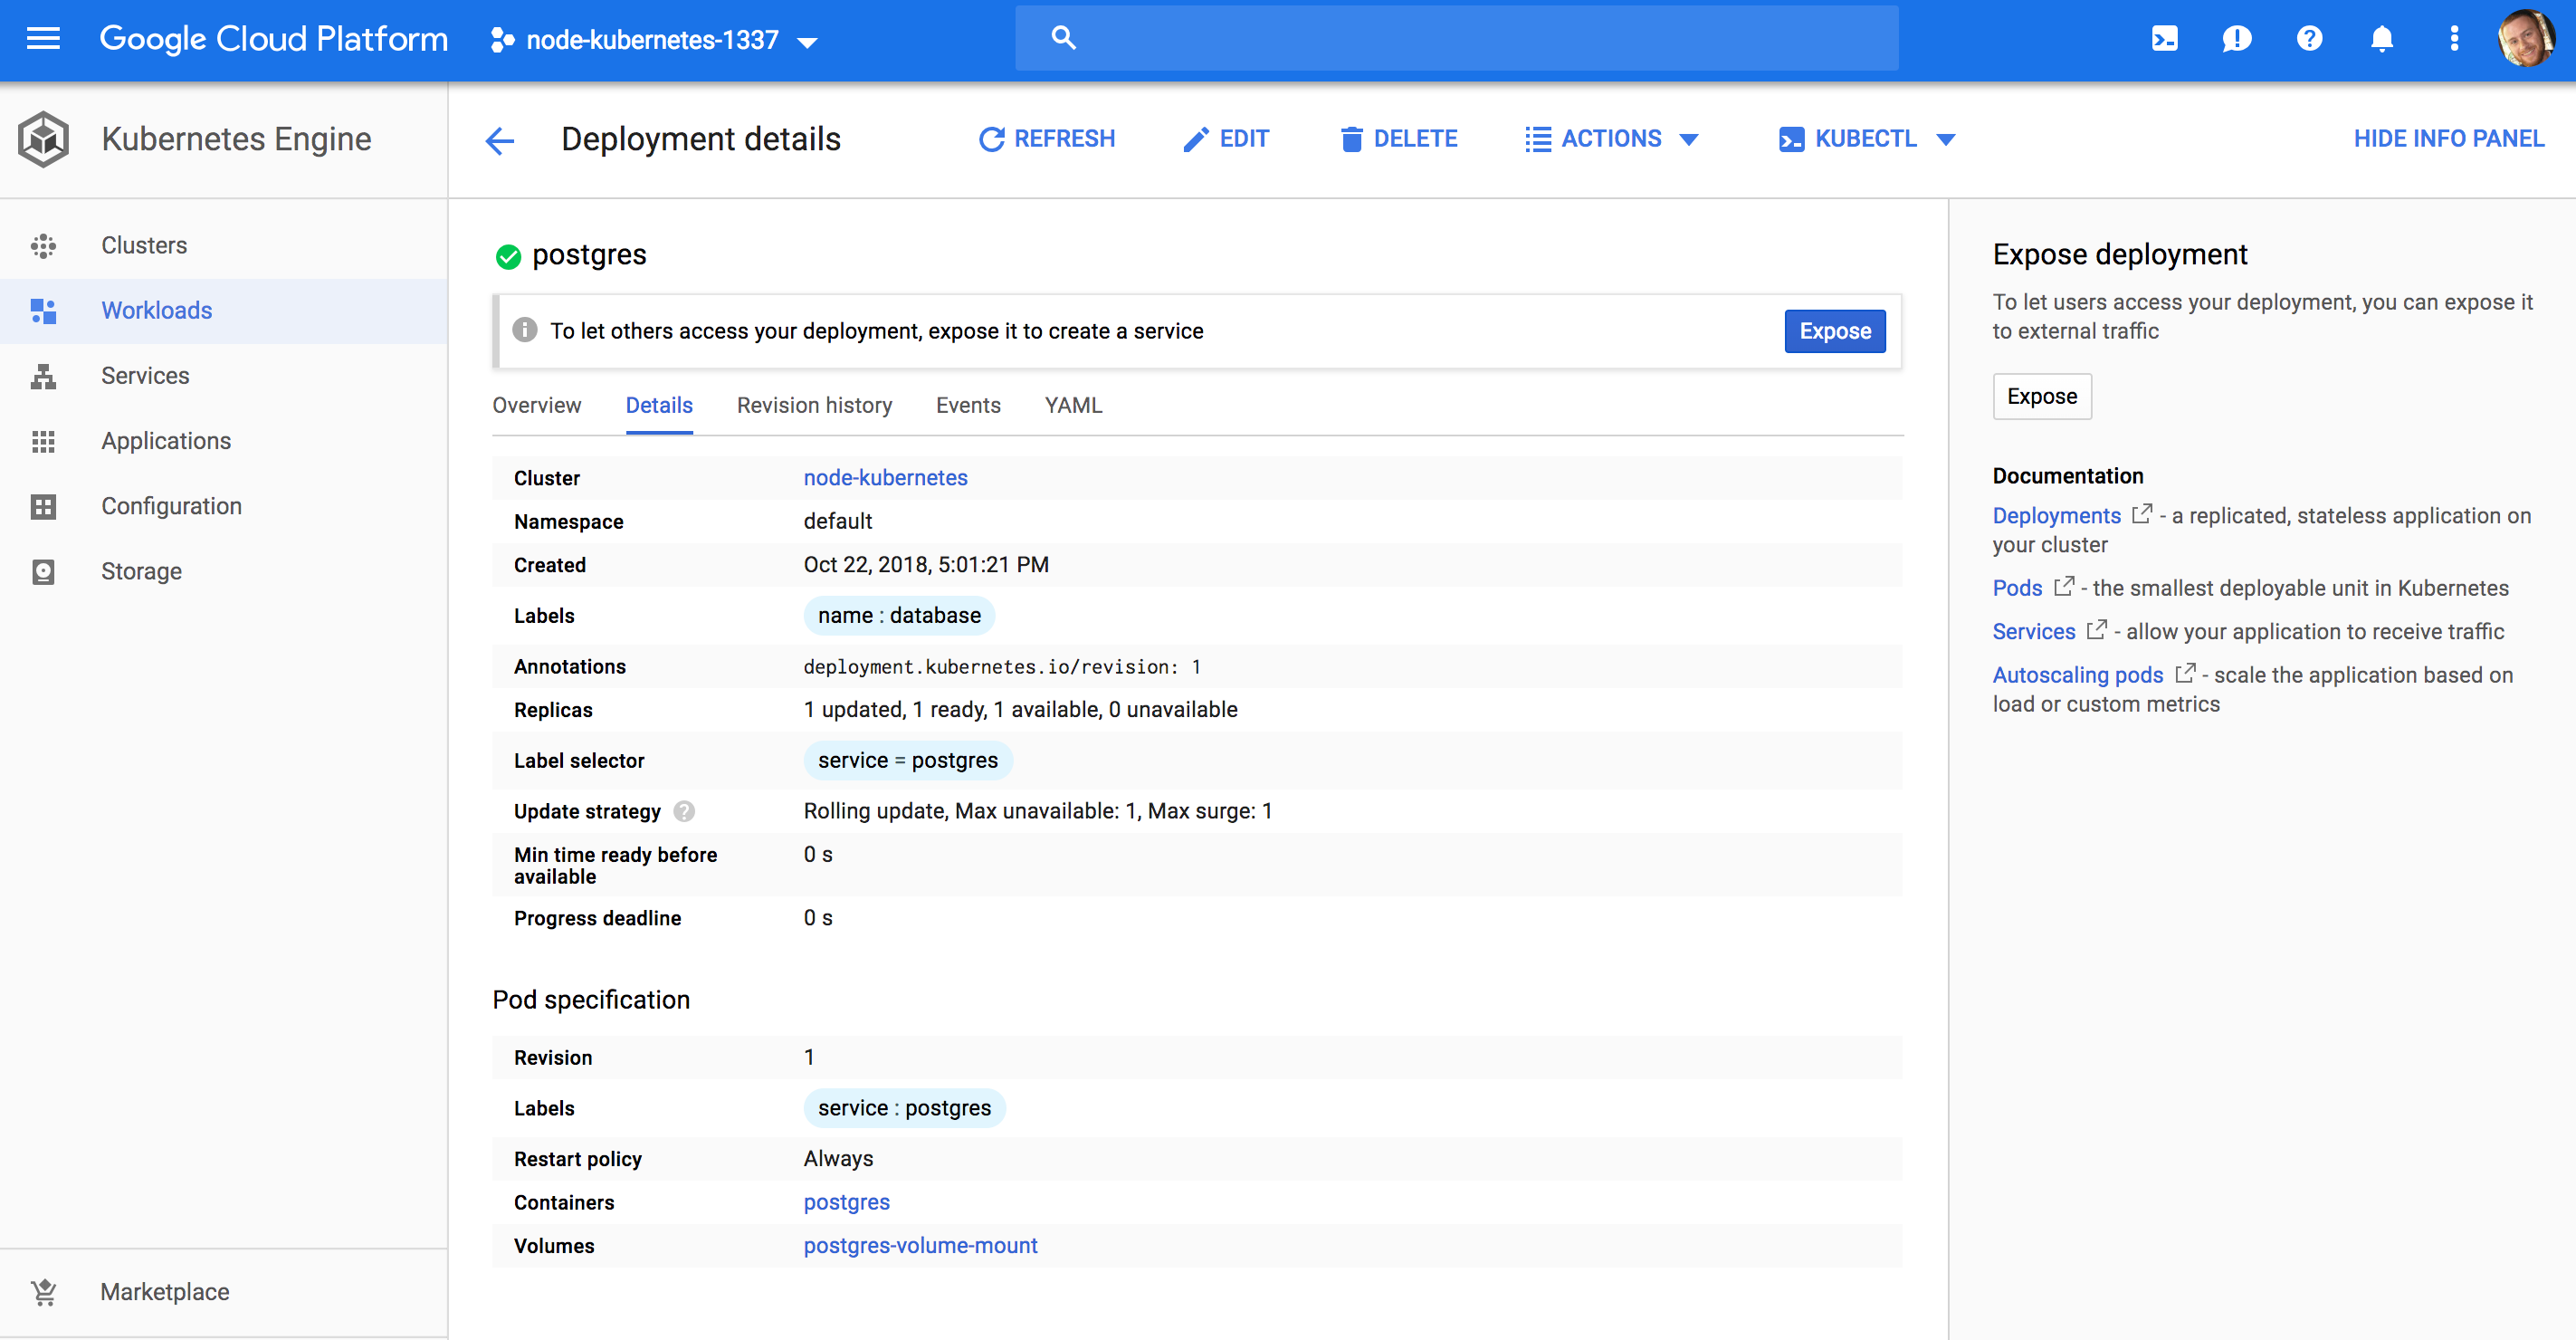 Google Cloud Platform
node-kubernetes-1337
Kubernetes Engine
Clusters
Workloads
Services
Applications
Configuration
Storage
Marketplace
Deployment details
REFRESH
EDIT
DELETE
ACTIONS
KUBECTL
HIDE INFO PANEL
postgres
To let others access your deployment, expose it to create a service
Expose
Overview Details Revision history Events YAML
Cluster node-kubernetes
Namespace default
Created Oct 22, 2018, 5:01:21 PM
Labels name : database
Annotations deployment.kubernetes.io/revision: 1
Replicas 1 updated, 1 ready, 1 available, 0 unavailable
Label selector service = postgres
Update strategy Rolling update, Max unavailable: 1, Max surge: 1
Min time ready before 0 s
available
Progress deadline 0 s
Pod specification
Revision 1
Labels service : postgres
Restart policy Always
Containers postgres
Volumes postgres-volume-mount
Expose deployment
To let users access your deployment, you can expose it
to external traffic
Expose
Documentation
Deployments - a replicated, stateless application on
your cluster
Pods - the smallest deployable unit in Kubernetes
Services - allow your application to receive traffic
Autoscaling pods - scale the application based on
load or custom metrics